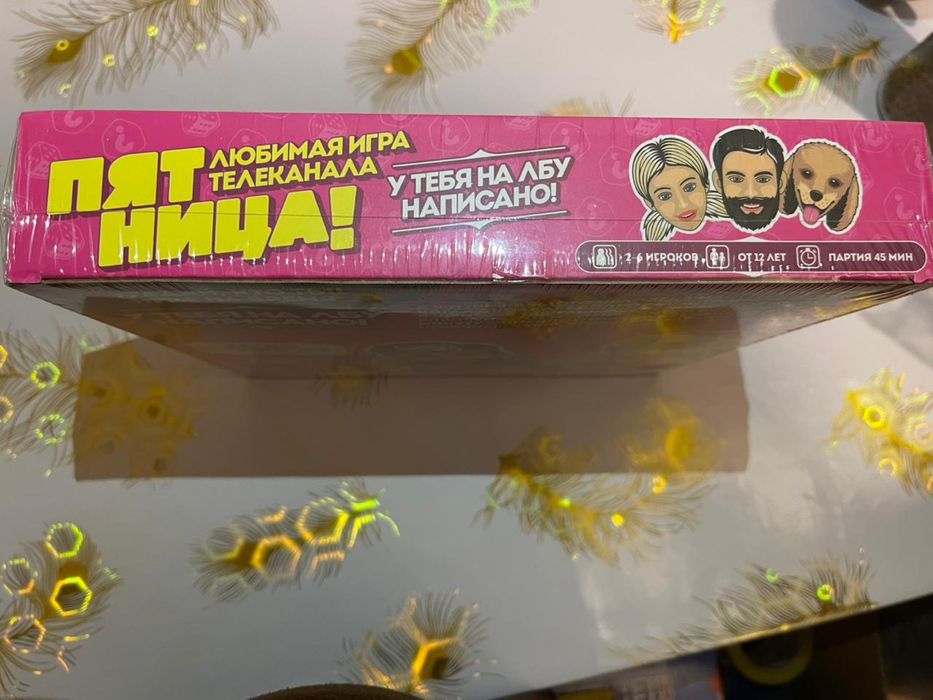 ПЯТ
НИЦА!
ЛЮБИМАЯ ИГРА
ТЕЛЕКАНАЛА
У ТЕБЯ НА ЛБУ
НАПИСАНО!
2-6 ИГРОКОВ
ОТ 12 ЛЕТ
ПАРТИЯ 45 МИН